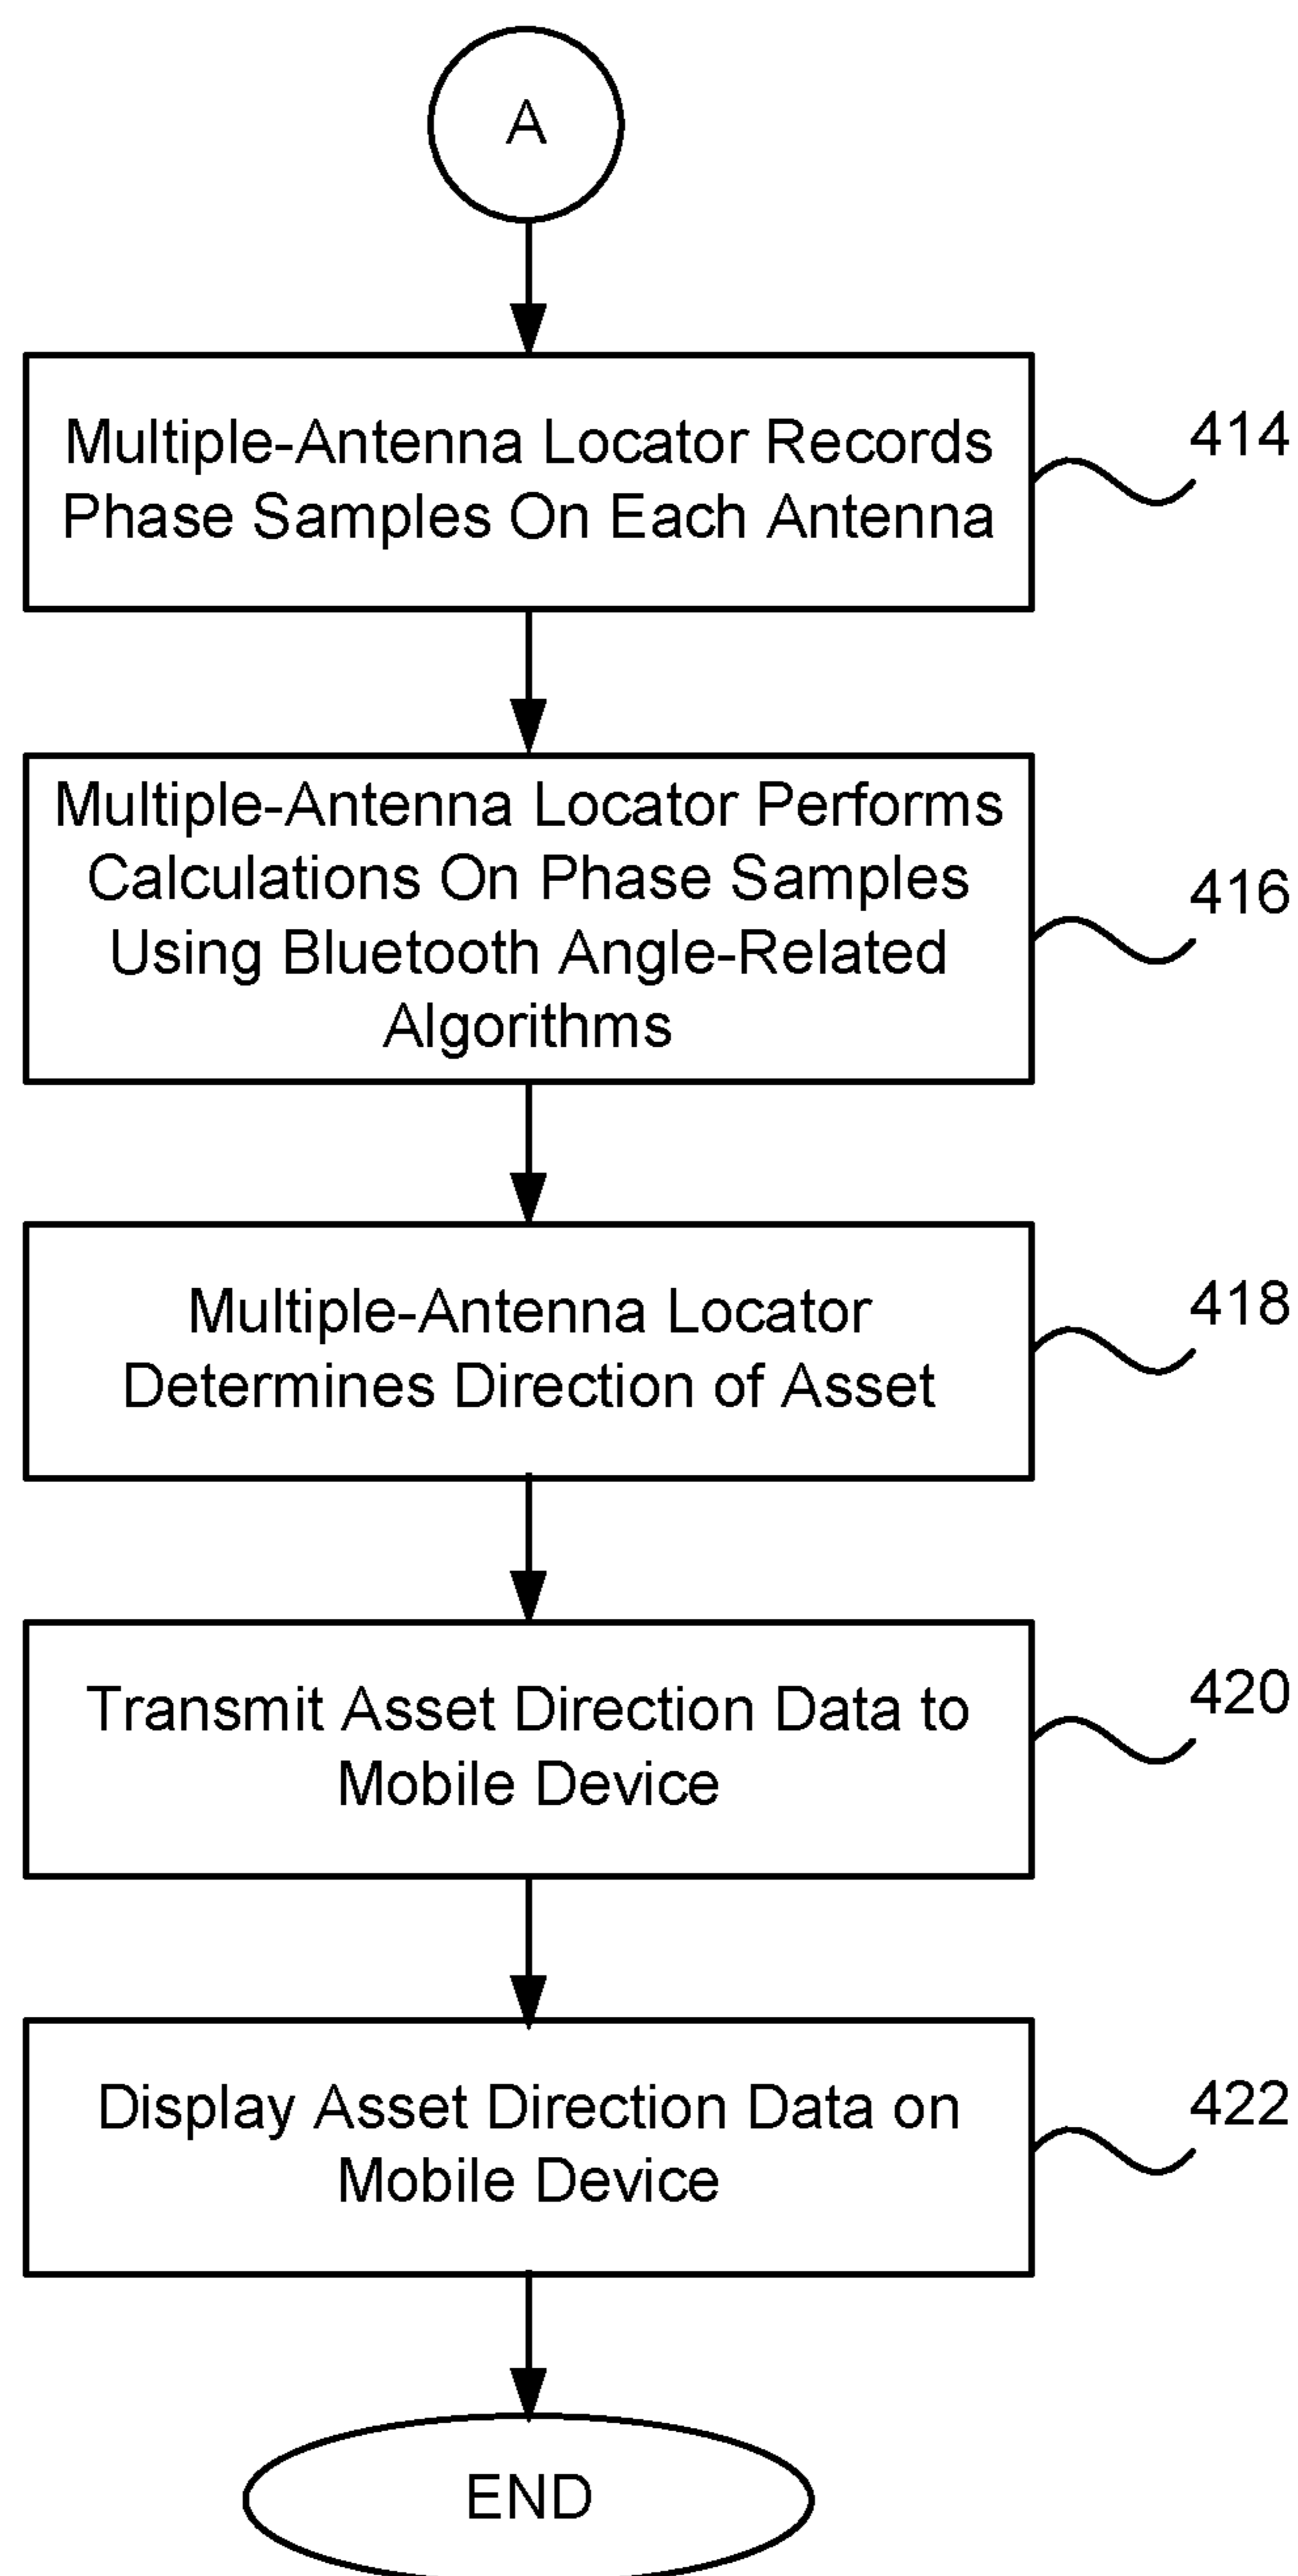 A
Multiple-Antenna Locator Records
Phase Samples On Each Antenna
414
Multiple-Antenna Locator Performs
Calculations On Phase Samples
Using Bluetooth Angle-Related
Algorithms
416
Multiple-Antenna Locator
Determines Direction of Asset
418
Transmit Asset Direction Data to
Mobile Device
420
Display Asset Direction Data on
Mobile Device
422
END